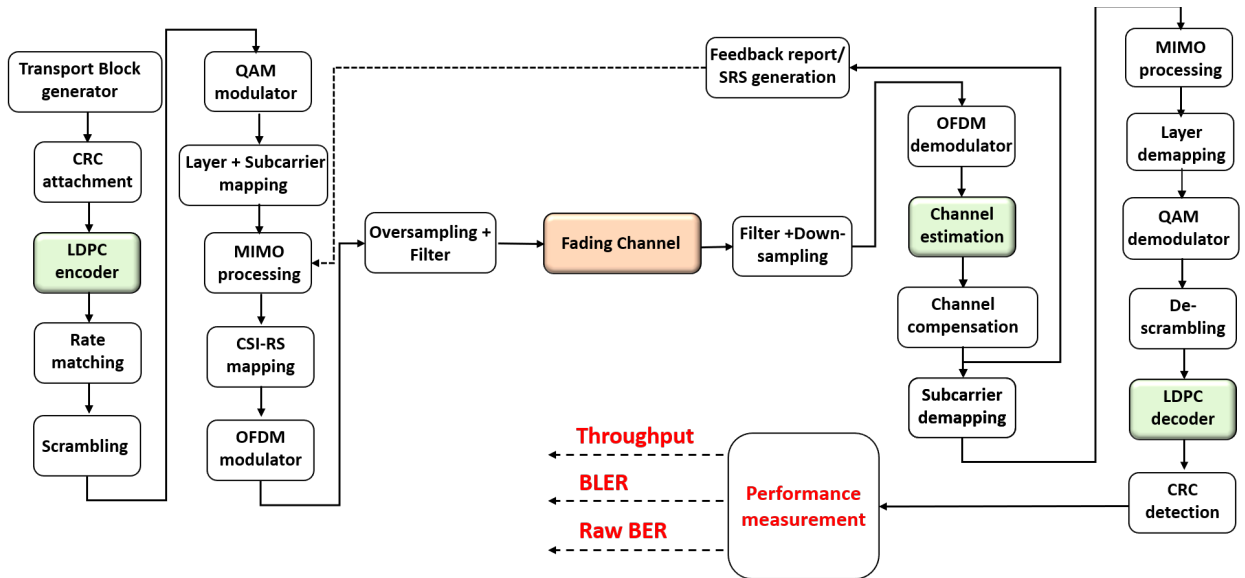 Transport Block
generator
CRC
attachment
LDPC
encoder
Rate
matching
Scrambling
QAM
modulator
Layer + Subcarrier
mapping
MIMO
processing
CSI-RS
mapping
OFDM
modulator
Oversampling +
Filter
Fading Channel
Filter +Down-
sampling
Feedback report/
SRS generation
OFDM
demodulator
Channel
estimation
Channel
compensation
Subcarrier
demapping
MIMO
processing
Layer
demapping
QAM
demodulator
De-
scrambling
LDPC
decoder
CRC
detection
Performance
measurement
Throughput
BLER
Raw BER